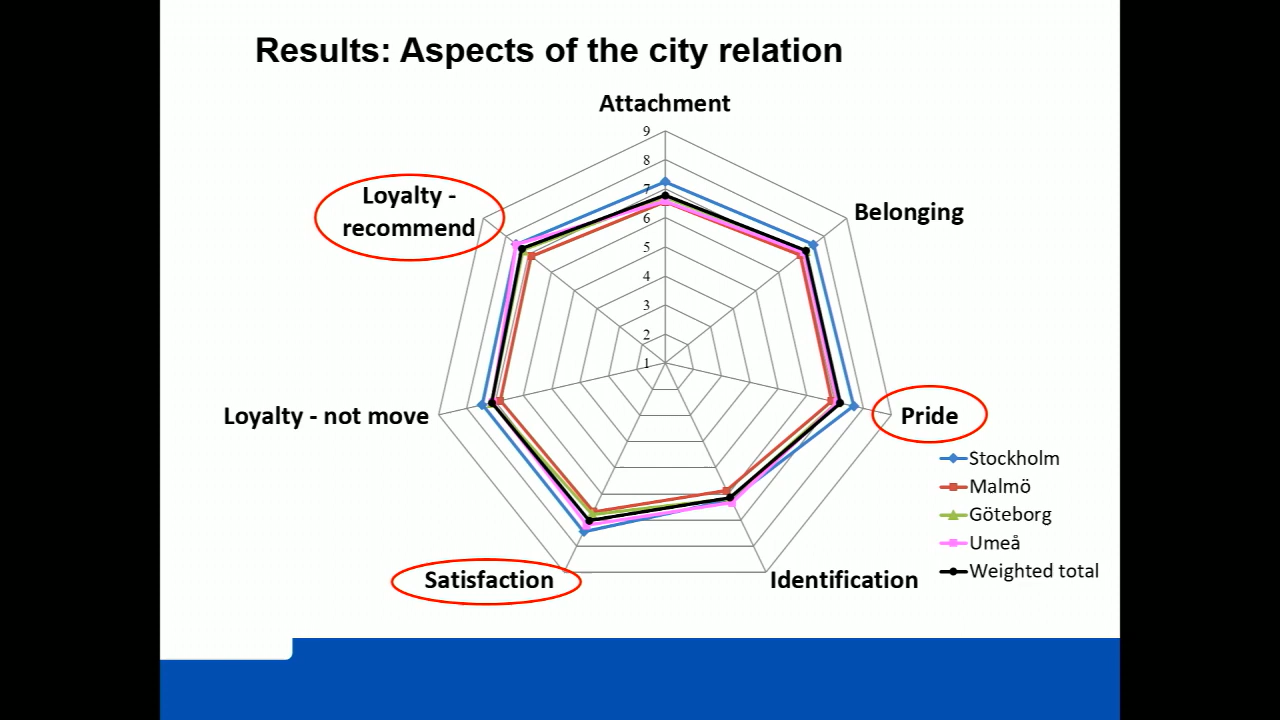 Results: Aspects of the city relation
Attachment
9
8
7
6
5
4
3
2
1
Loyalty -
recommend
Belonging
Loyalty - not move
Pride
Satisfaction
Identification
Stockholm
Malmö
Göteborg
Umeå
Weighted total